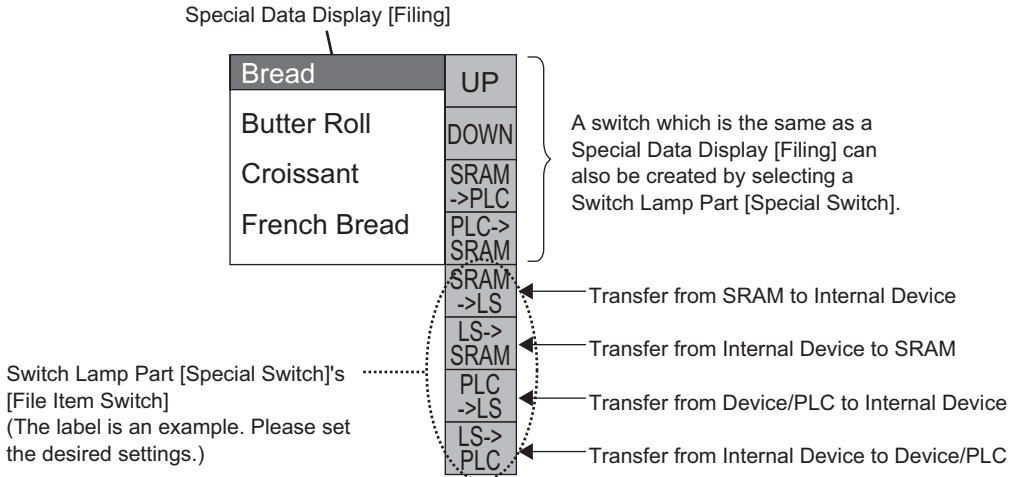 Special Data Display [Filing]
Bread
Butter Roll
Croissant
French Bread
UP
DOWN
SRAM
->PLC
PLC->
SRAM
SRAM
->LS
LS->
SRAM
PLC
->LS
LS->
PLC
A switch which is the same as a
Special Data Display [Filing] can
also be created by selecting a
Switch Lamp Part [Special Switch].
Transfer from SRAM to Internal Device
Transfer from Internal Device to SRAM
Transfer from Device/PLC to Internal Device
Transfer from Internal Device to Device/PLC
Switch Lamp Part [Special Switch]'s
[File Item Switch]
(The label is an example. Please set
the desired settings.)